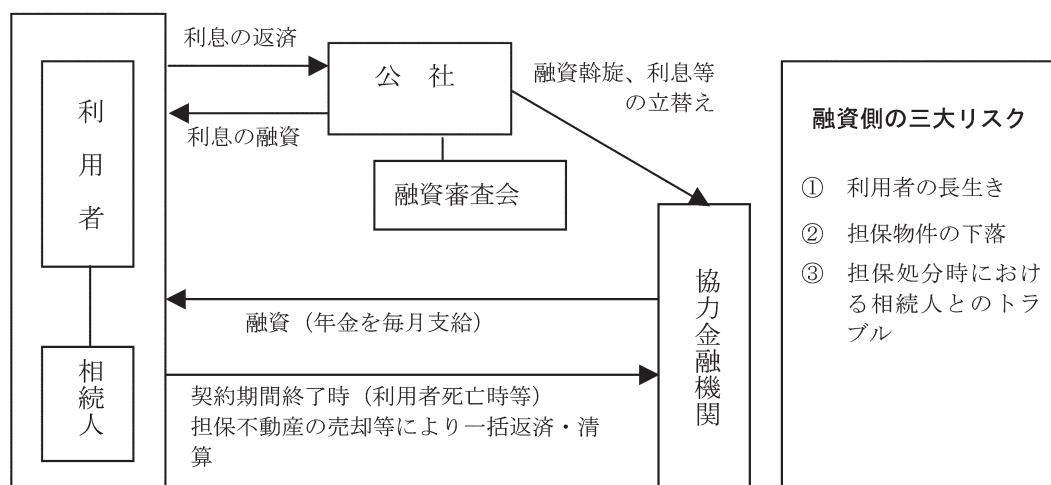 利息の返済
公社
融資斡旋、利息等
の立替え
利用者
利息の融資
融資審査会
協力金融機関
融資（年金を毎月支給）
相続人
契約期間終了時（利用者死亡時等）
担保不動産の売却等により一括返済・清
算
融資側の三大リスク
① 利用者の長生き
② 担保物件の下落
③ 担保処分時におけ
る相続人とのトラ
ブル